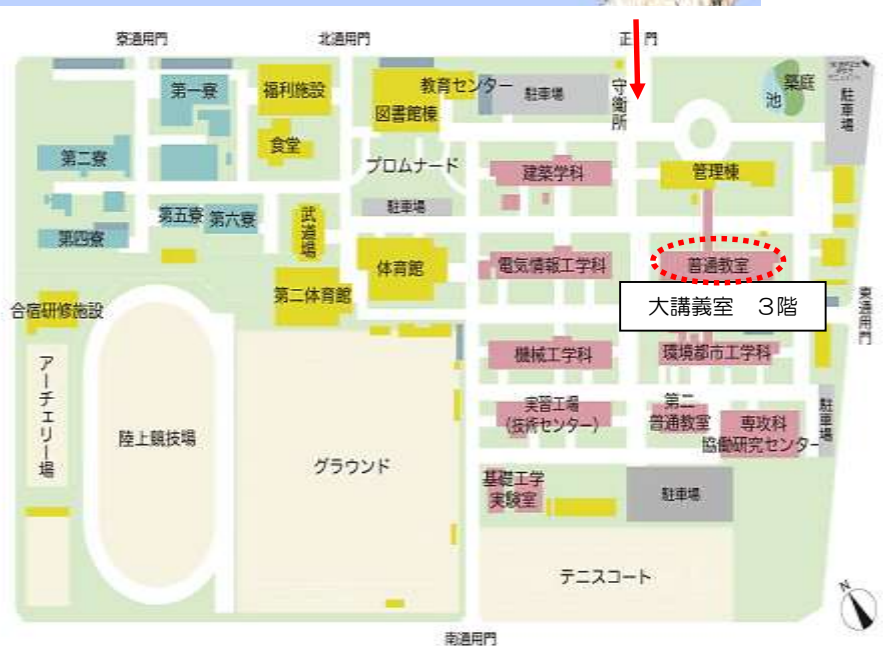 寮通用門
北通用門
正 門
第一寮
福利施設
教育センター
図書館棟
駐車場
守衛所
池
築庭
駐車場
食堂
第二寮
プロムナード
建築学科
管理棟
第五寮
第六寮
武道場
駐車場
第四寮
体育館
電気情報工学科
普通教室
第二体育館
合宿研修施設
大講義室 3階
東通用門
機械工学科
環境都市工学科
アーチェリー場
陸上競技場
グラウンド
実習工場
(技術センター)
第二
普通教室
専攻科
協働研究センター
駐車場
基礎工学
実験室
駐車場
テニスコート
N
南通用門